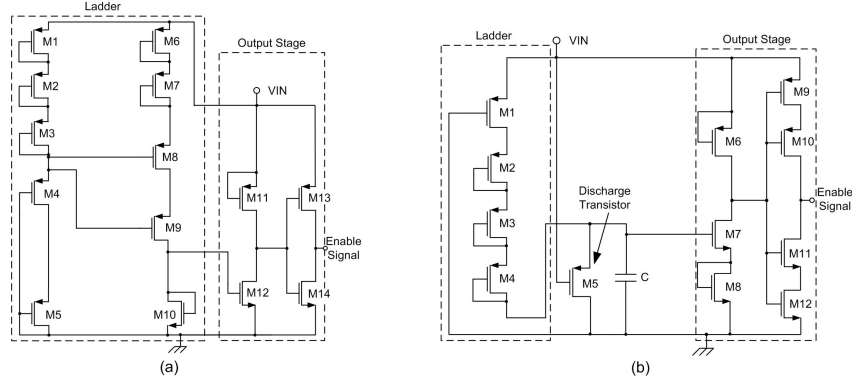 Ladder
M1
M6
M2
M7
M3
M8
M4
M9
M5
M10
Output Stage
VIN
M11
M13
M12
M14
Enable
Signal
(a)
Ladder
VIN
M1
M2
M3
M4
Discharge
Transistor
M5
C
Output Stage
M9
M6
M10
M7
M11
M8
M12
Enable
Signal
(b)